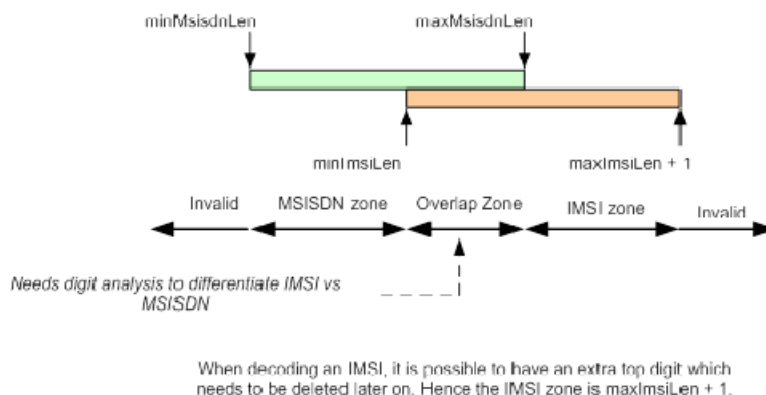 minMsisdnLen maxMsisdnLen
minImsiLen maxImsiLen + 1
Invalid MSISDN zone Overlap Zone IMSI zone Invalid
Needs digit analysis to differentiate IMSI vs
MSISDN
When decoding an IMSI, it is possible to have an extra top digit which
needs to be deleted later on. Hence the IMSI zone is maxImsiLen + 1.